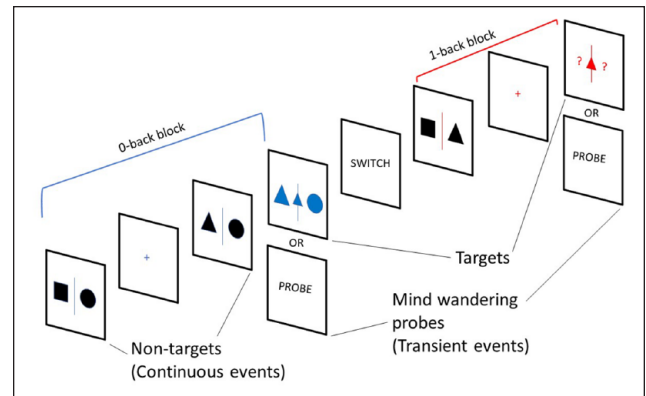 1-back block
? ?
OR
PROBE
0-back block
+
SWITCH
+
OR
PROBE
Targets
Mind wandering
probes
(Transient events)
Non-targets
(Continuous events)